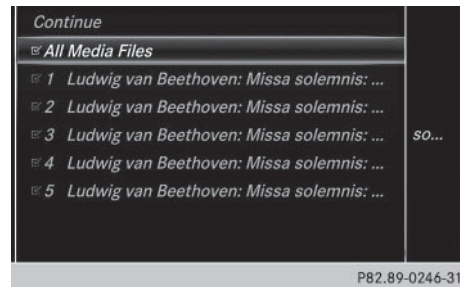 Continue
All Media Files
1 Ludwig van Beethoven: Missa solemnis: ...
2 Ludwig van Beethoven: Missa solemnis: ...
3 Ludwig van Beethoven: Missa solemnis: ... so...
4 Ludwig van Beethoven: Missa solemnis: ...
5 Ludwig van Beethoven: Missa solemnis: ...
P82.89-0246-31